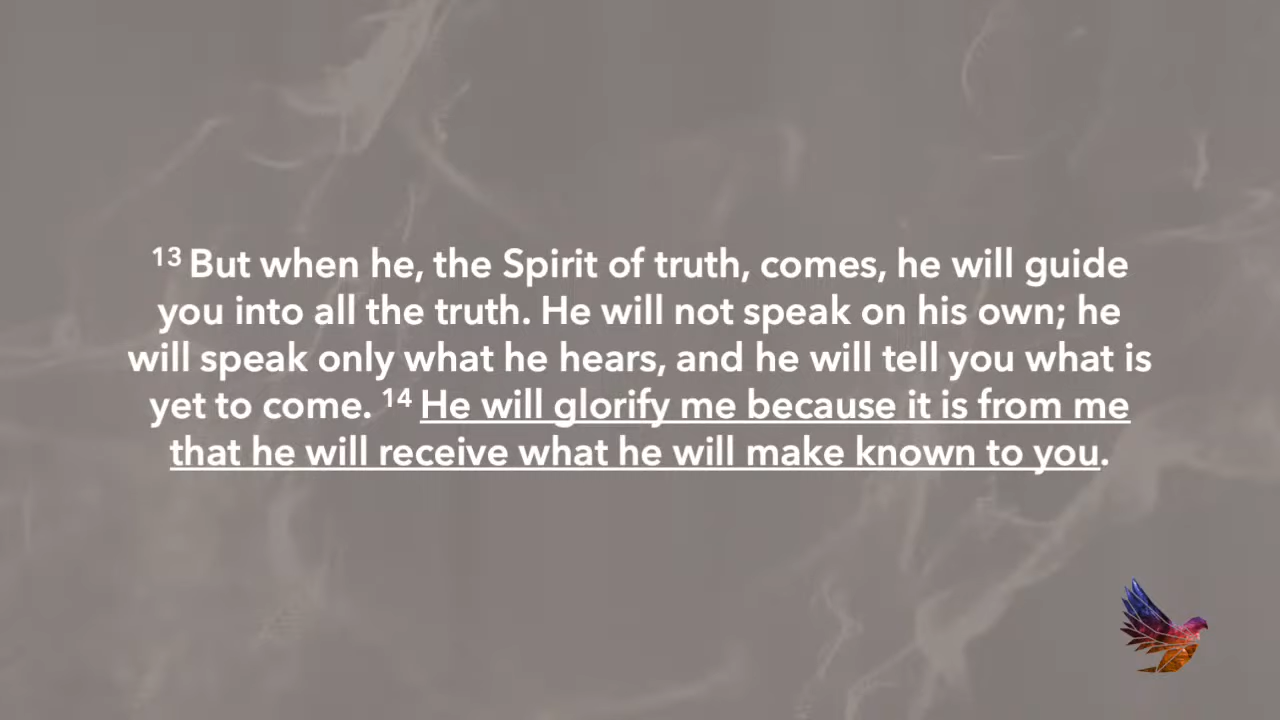 13 But when he, the Spirit of truth, comes, he will guide
you into all the truth. He will not speak on his own; he
will speak only what he hears, and he will tell you what is
yet to come. 14 He will glorify me because it is from me
that he will receive what he will make known to you.